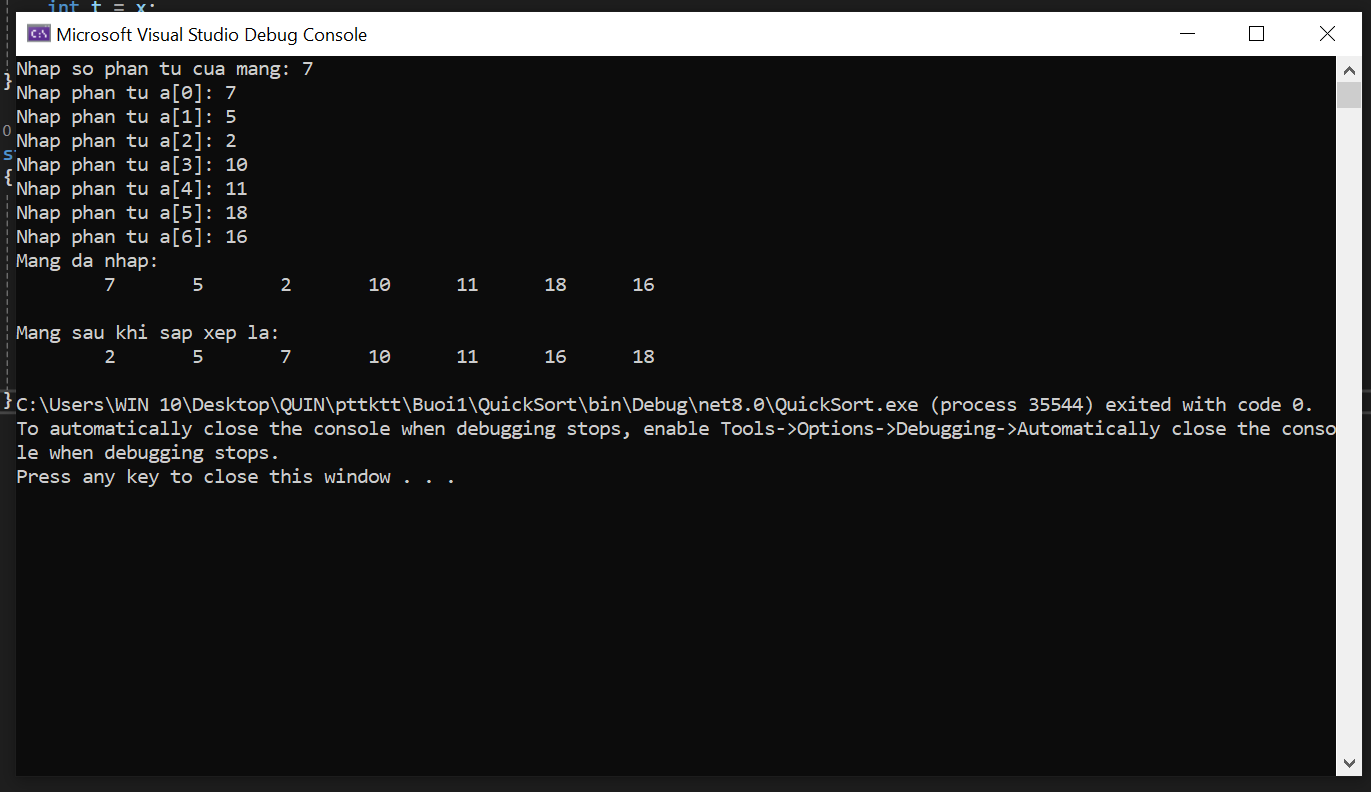 int t = x;
Microsoft Visual Studio Debug Console
Nhap so phan tu cua mang: 7
}
Nhap phan tu a[0]: 7
Nhap phan tu a[1]: 5
0
Nhap phan tu a[2]: 2
s
Nhap phan tu a[3]: 10
{
Nhap phan tu a[4]: 11
Nhap phan tu a[5]: 18
Nhap phan tu a[6]: 16
Mang da nhap:
7 5 2 10 11 18 16
Mang sau khi sap xep la:
2 5 7 10 11 16 18
}
C:\Users\WIN 10\Desktop\QUIN\pttktt\Buoi1\QuickSort\bin\Debug\net8.0\QuickSort.exe (process 35544) exited with code 0.
To automatically close the console when debugging stops, enable Tools->Options->Debugging->Automatically close the conso
le when debugging stops.
Press any key to close this window . . .